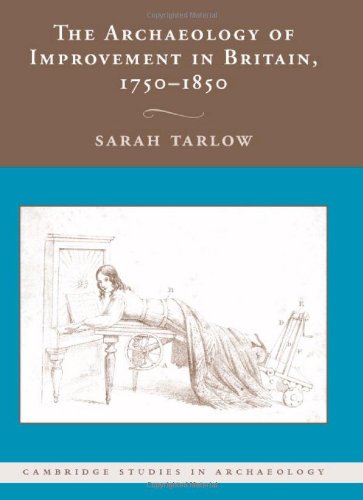 The Archaeology of
Improvement in Britain,
1750–1850
Sarah Tarlow
B
A
E
D
C
Cambridge Studies in Archaeology